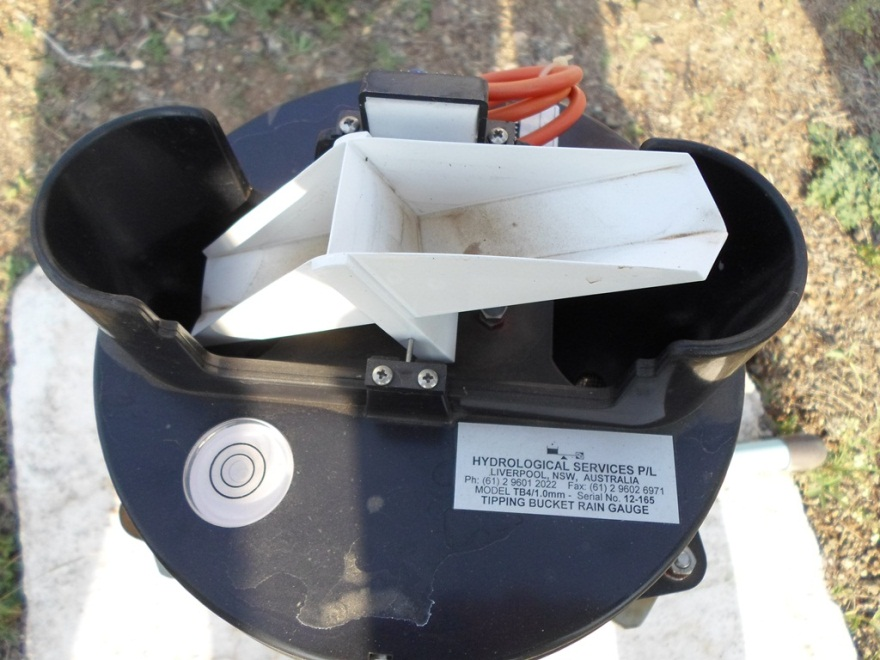 HYDROLOGICAL SERVICES P/L
LIVERPOOL, NSW, AUSTRALIA
Ph: (61) 2 9601 2022 Fax: (61) 2 9602 6971
MODEL TB4/1.0mm - Serial No. 12-165
TIPPING BUCKET RAIN GAUGE